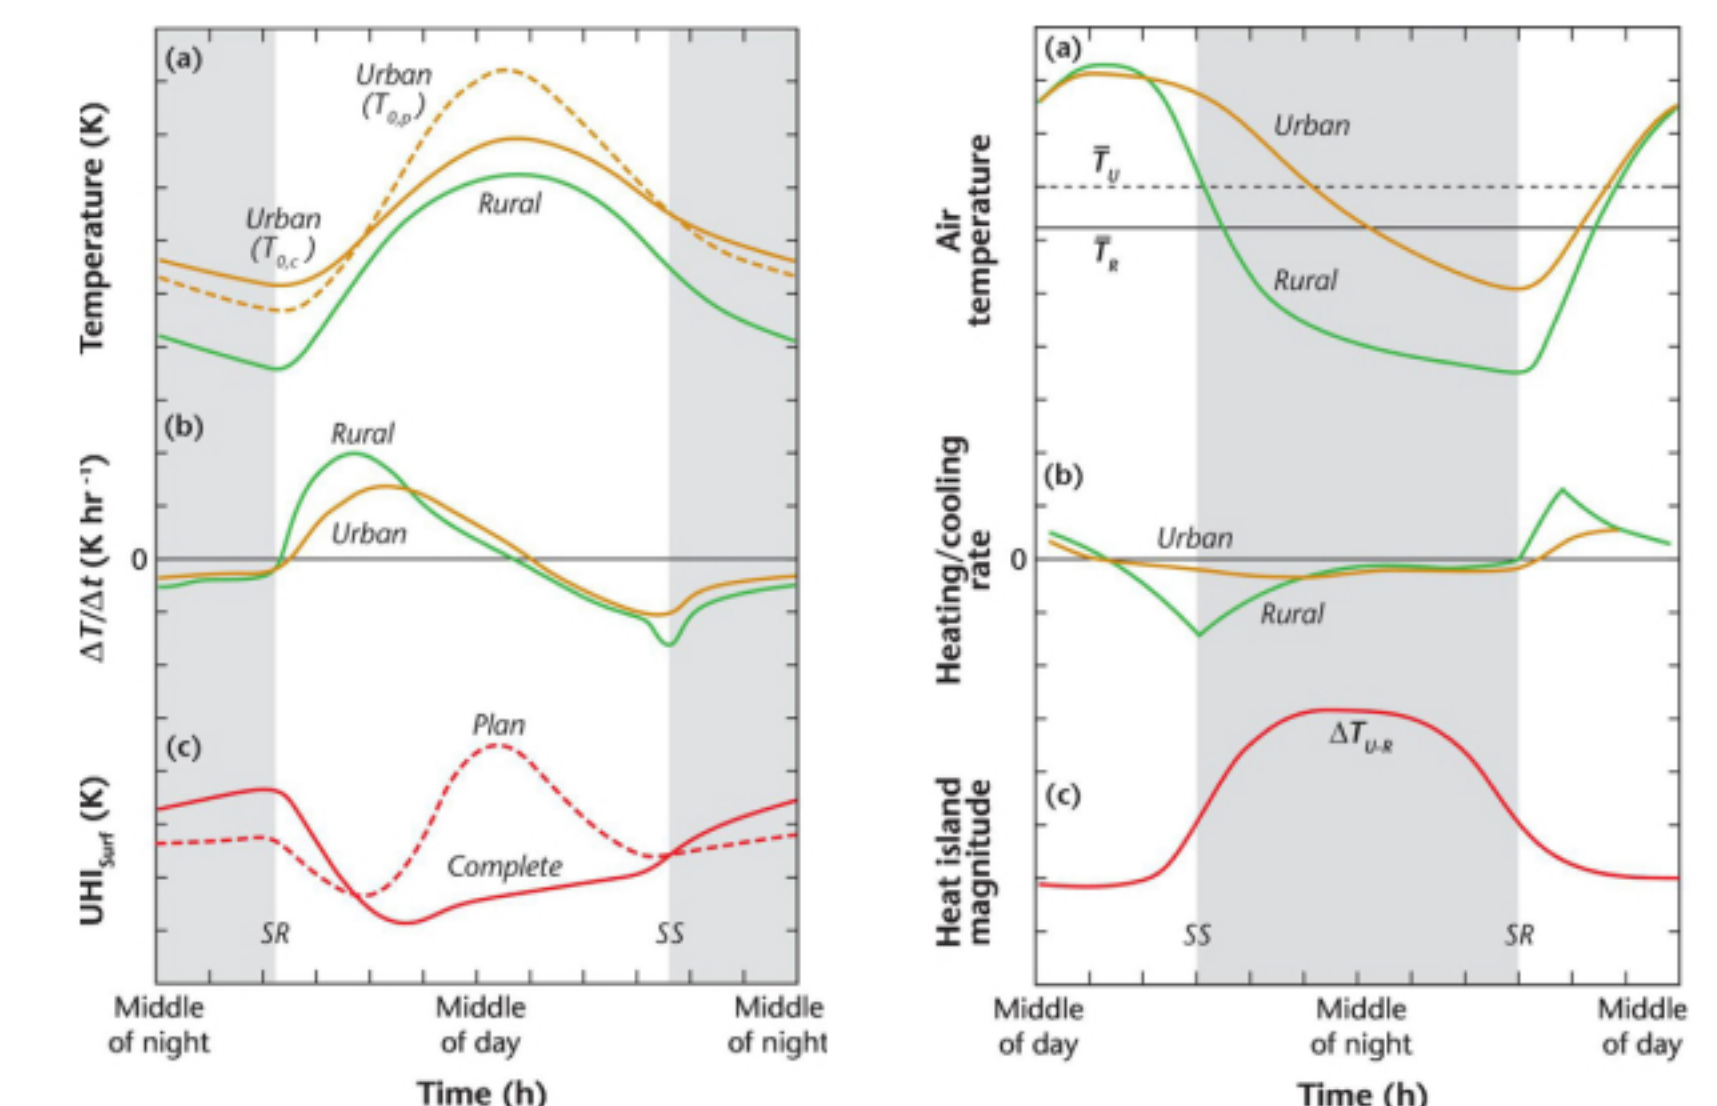 (a)
Urban
(T0,p)
Urban
(T0,c)
Rural
Temperature (K)
(b)
Rural
Urban
0
ΔT/Δt (K hr⁻¹)
(c)
Plan
Complete
UHISurf (K)
SR
SS
Middle
of night
Middle
of day
Middle
of night
Time (h)
(a)
Urban
T̿U
T̿R
Rural
Air
temperature
(b)
Urban
0
Rural
Heating/cooling
rate
ΔTU-R
(c)
Heat island
magnitude
SS
SR
Middle
of day
Middle
of night
Middle
of day
Time (h)